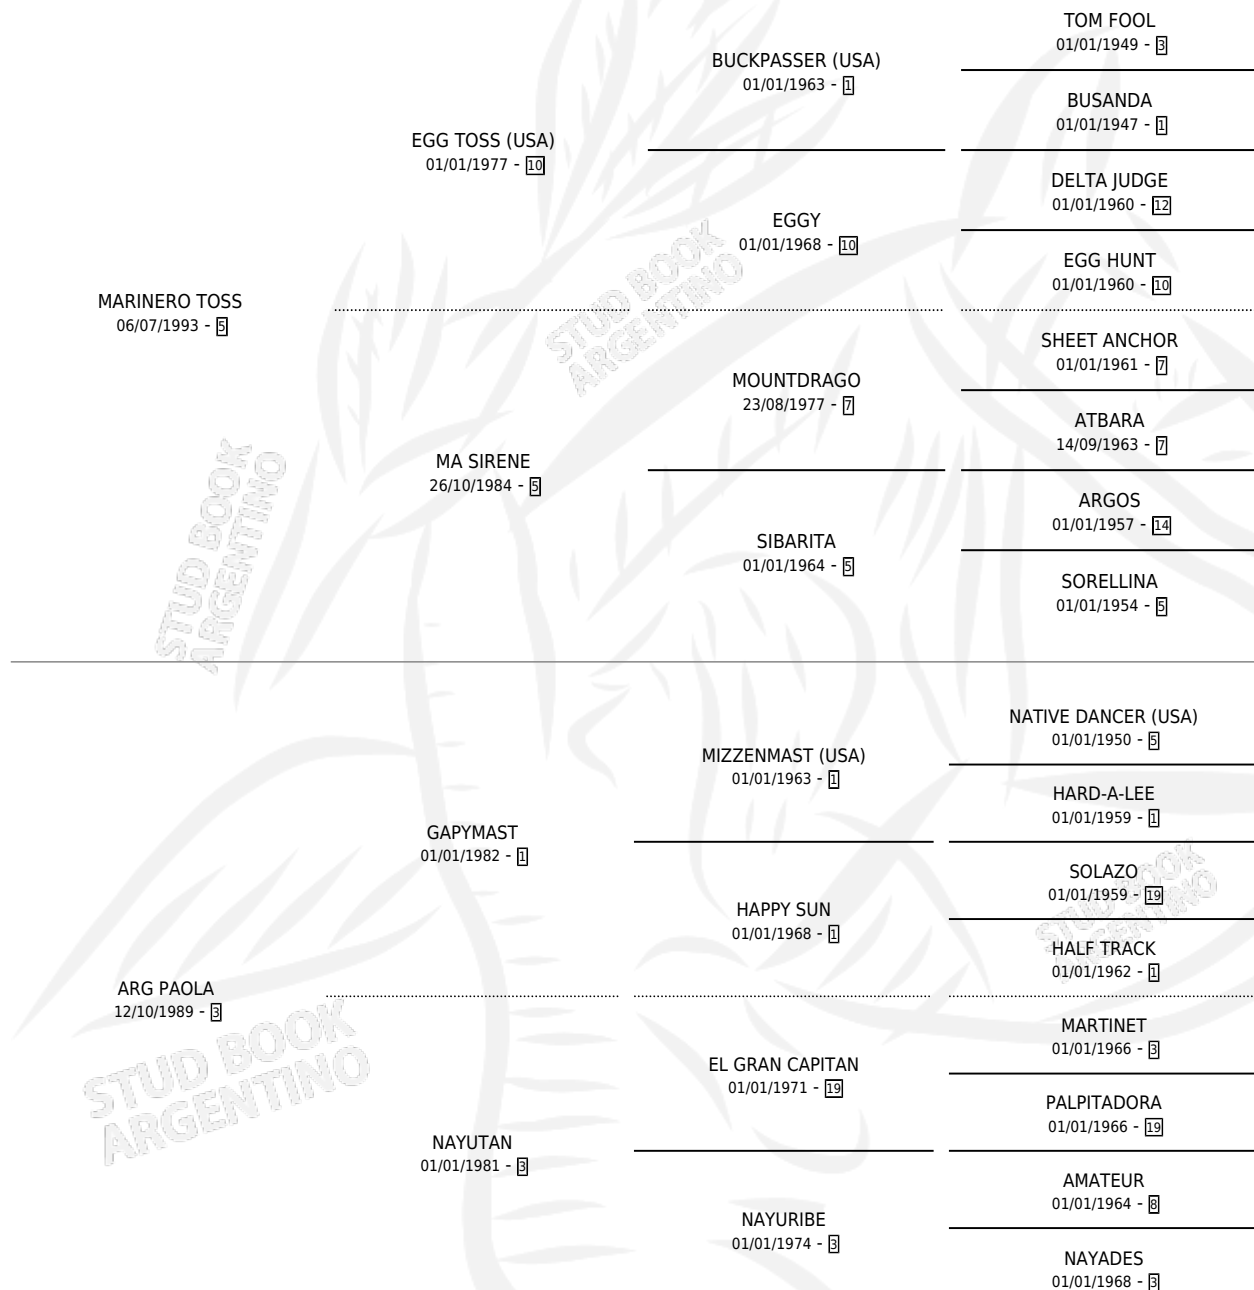 TOM FOOL
01/01/1949 - 3
BUCKPASSER (USA)
01/01/1963 - 1
BUSANDA
01/01/1947 - 1
EGG TOSS (USA)
01/01/1977 - 10
DELTA JUDGE
01/01/1960 - 12
EGGY
01/01/1968 - 10
EGG HUNT
01/01/1960 - 10
MARINERO TOSS
06/07/1993 - 5
SHEET ANCHOR
01/01/1961 - 7
MOUNTDRAGO
23/08/1977 - 7
ATBARA
14/09/1963 - 7
MA SIRENE
26/10/1984 - 5
ARGOS
01/01/1957 - 14
SIBARITA
01/01/1964 - 5
SORELLINA
01/01/1954 - 5
STUD BOOK
ARGENTINO
STUD BOOK
ARGENTINO
NATIVE DANCER (USA)
01/01/1950 - 5
MIZZENMAST (USA)
01/01/1963 - 1
HARD-A-LEE
01/01/1959 - 1
GAPYMAST
01/01/1982 - 1
SOLAZO
01/01/1959 - 19
HAPPY SUN
01/01/1968 - 1
HALF TRACK
01/01/1962 - 1
STUD BOOK
ARGENTINO
ARG PAOLA
12/10/1989 - 3
MARTINET
01/01/1966 - 3
EL GRAN CAPITAN
01/01/1971 - 19
PALPITADORA
01/01/1966 - 19
NAYUTAN
01/01/1981 - 3
AMATEUR
01/01/1964 - 8
NAYURIBE
01/01/1974 - 3
NAYADES
01/01/1968 - 3
STUD BOOK
ARGENTINO